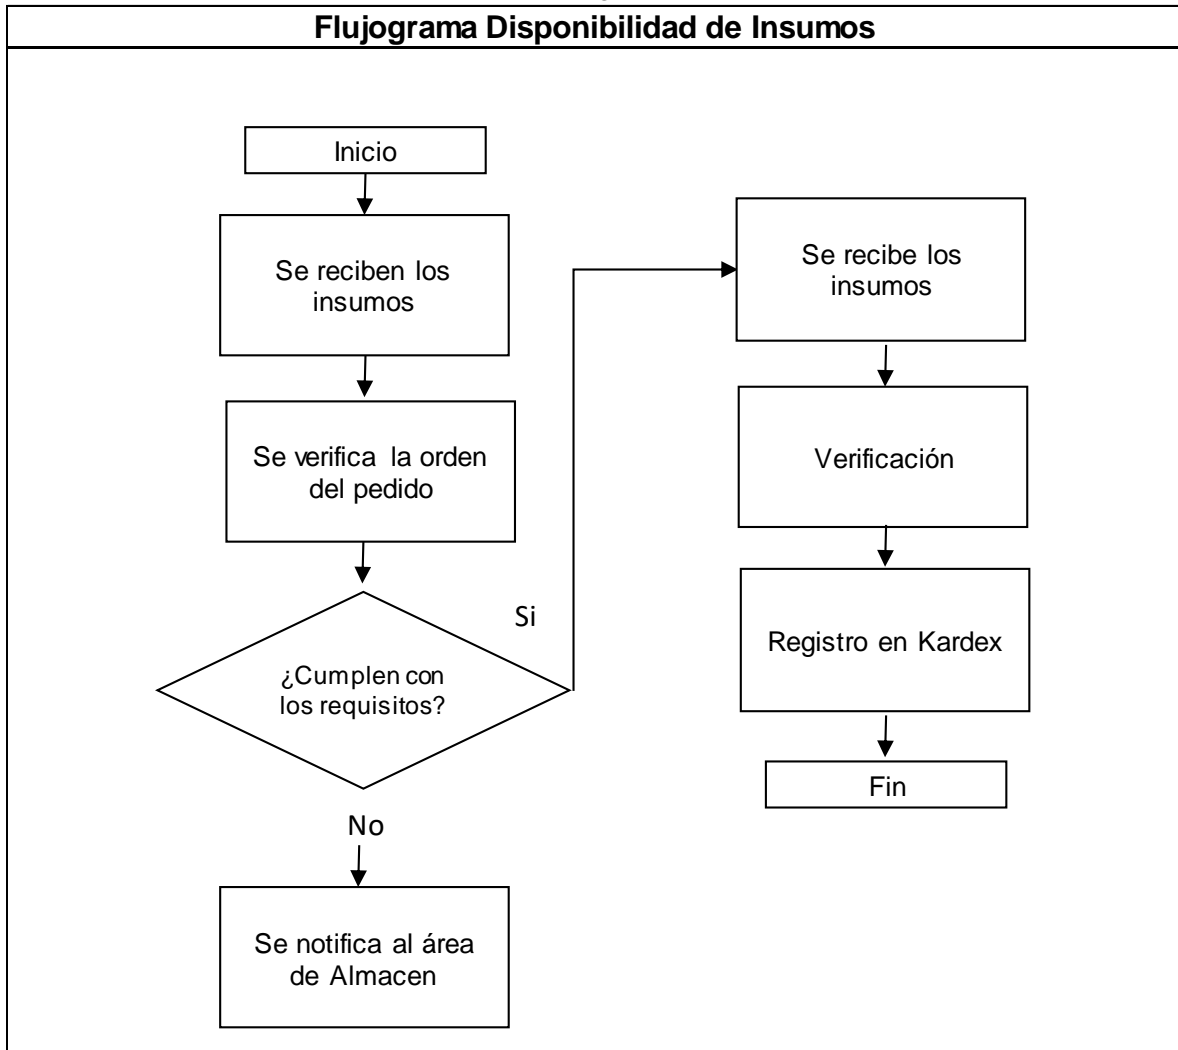 Flujograma Disponibilidad de Insumos
Inicio
Se reciben los
insumos
Se verifica la orden
del pedido
¿Cumplen con
los requisitos?
Si
No
Se notifica al área
de Almacen
Se recibe los
insumos
Verificación
Registro en Kardex
Fin